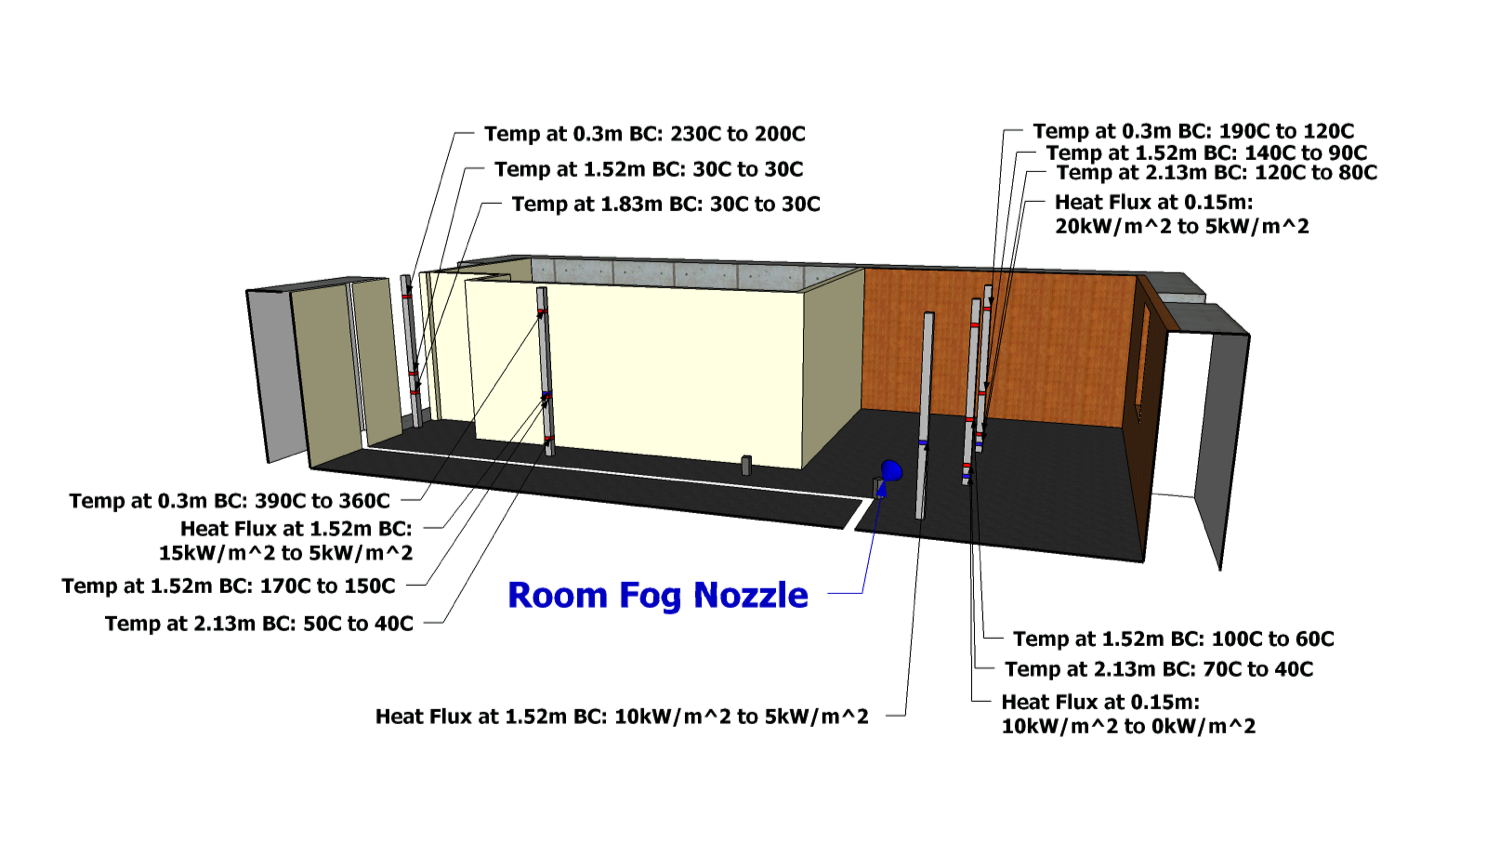 Temp at 0.3m BC: 230C to 200C
Temp at 1.52m BC: 30C to 30C
Temp at 1.83m BC: 30C to 30C
Temp at 0.3m BC: 190C to 120C
Temp at 1.52m BC: 140C to 90C
Temp at 2.13m BC: 120C to 80C
Heat Flux at 0.15m:
20kW/m^2 to 5kW/m^2
Temp at 0.3m BC: 390C to 360C
Heat Flux at 1.52m BC:
15kW/m^2 to 5kW/m^2
Temp at 1.52m BC: 170C to 150C
Temp at 2.13m BC: 50C to 40C
Room Fog Nozzle
Heat Flux at 1.52m BC: 10kW/m^2 to 5kW/m^2
Temp at 1.52m BC: 100C to 60C
Temp at 2.13m BC: 70C to 40C
Heat Flux at 0.15m:
10kW/m^2 to 0kW/m^2